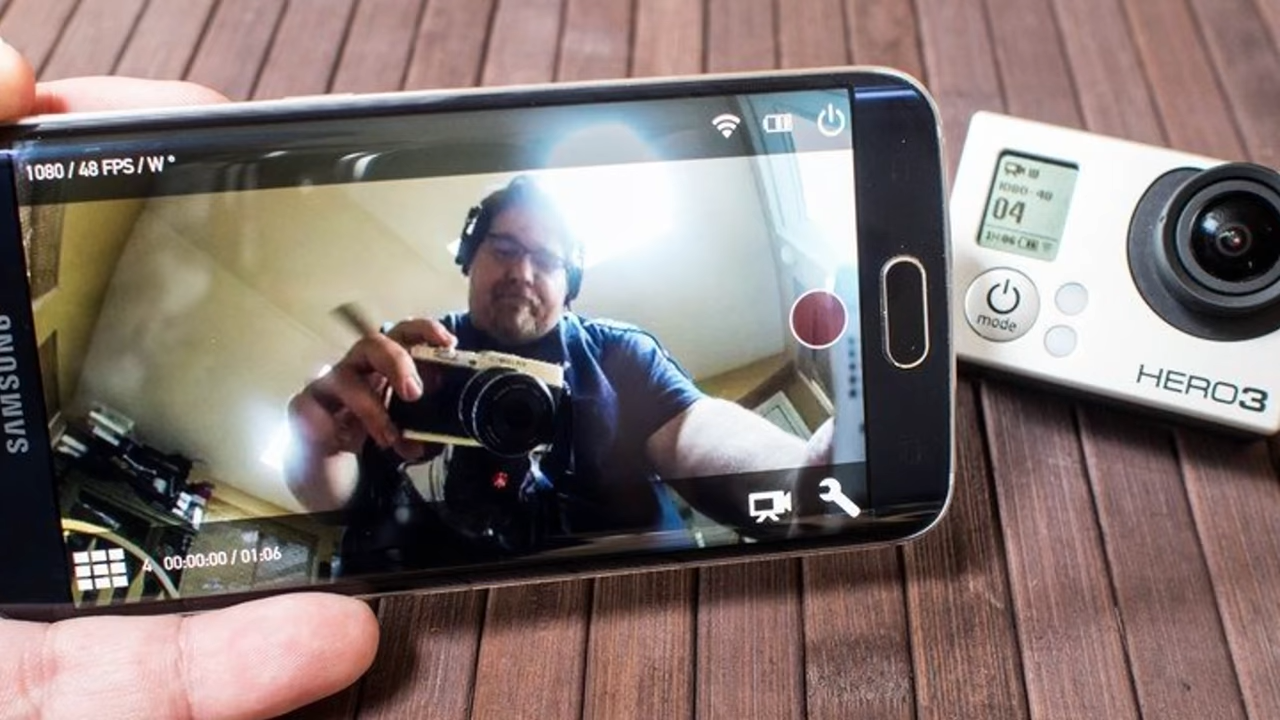 1080 / 48 FPS / W °
SAMSUNG
4 00:00:00 / 01:06
1080-48
04
1H:06
mode
HERO3